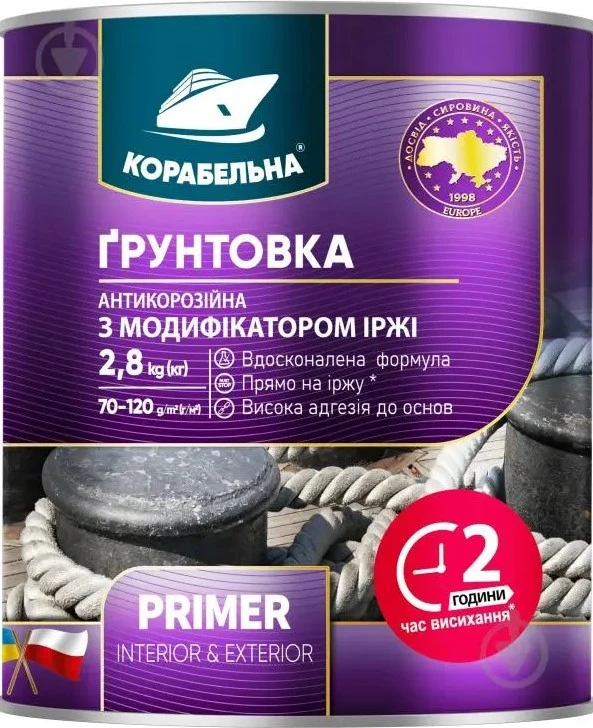 КОРАБЕЛЬНА®
ДОСВІД • СИРОВИНА • ЯКІСТЬ
1998
EUROPE
ҐРУНТОВКА
АНТИКОРОЗІЙНА
З МОДИФІКАТОРОМ ІРЖІ
2,8 kg (кг)
Вдосконалена формула
Прямо на іржу *
70-120 g/m² (г/м²)
Висока адгезія до основ
2
ГОДИНИ
час висихання*
PRIMER
INTERIOR & EXTERIOR